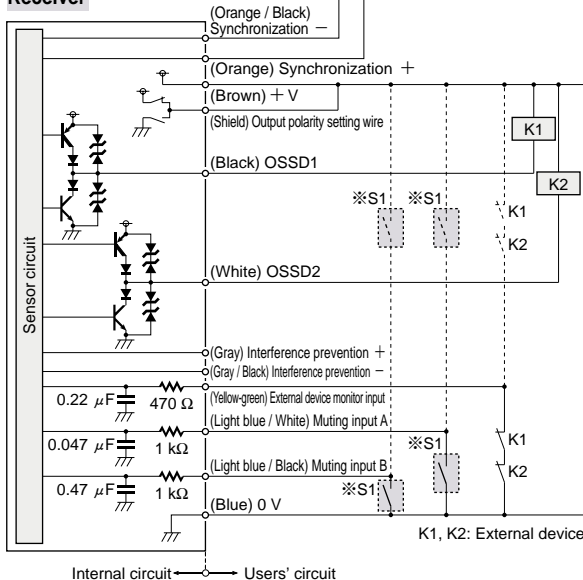 Receiver
(Orange / Black)
Synchronization −
(Orange) Synchronization +
(Brown) + V
(Shield) Output polarity setting wire
K1
(Black) OSSD1
K2
※S1
※S1
K1
K2
Sensor circuit
(White) OSSD2
(Gray) Interference prevention +
(Gray / Black) Interference prevention −
0.22 μF
470 Ω
(Yellow-green) External device monitor input
(Light blue / White) Muting input A
0.047 μF
1 kΩ
※S1
K1
(Light blue / Black) Muting input B
K2
0.47 μF
1 kΩ
※S1
(Blue) 0 V
K1, K2: External device
Internal circuit
Users' circuit